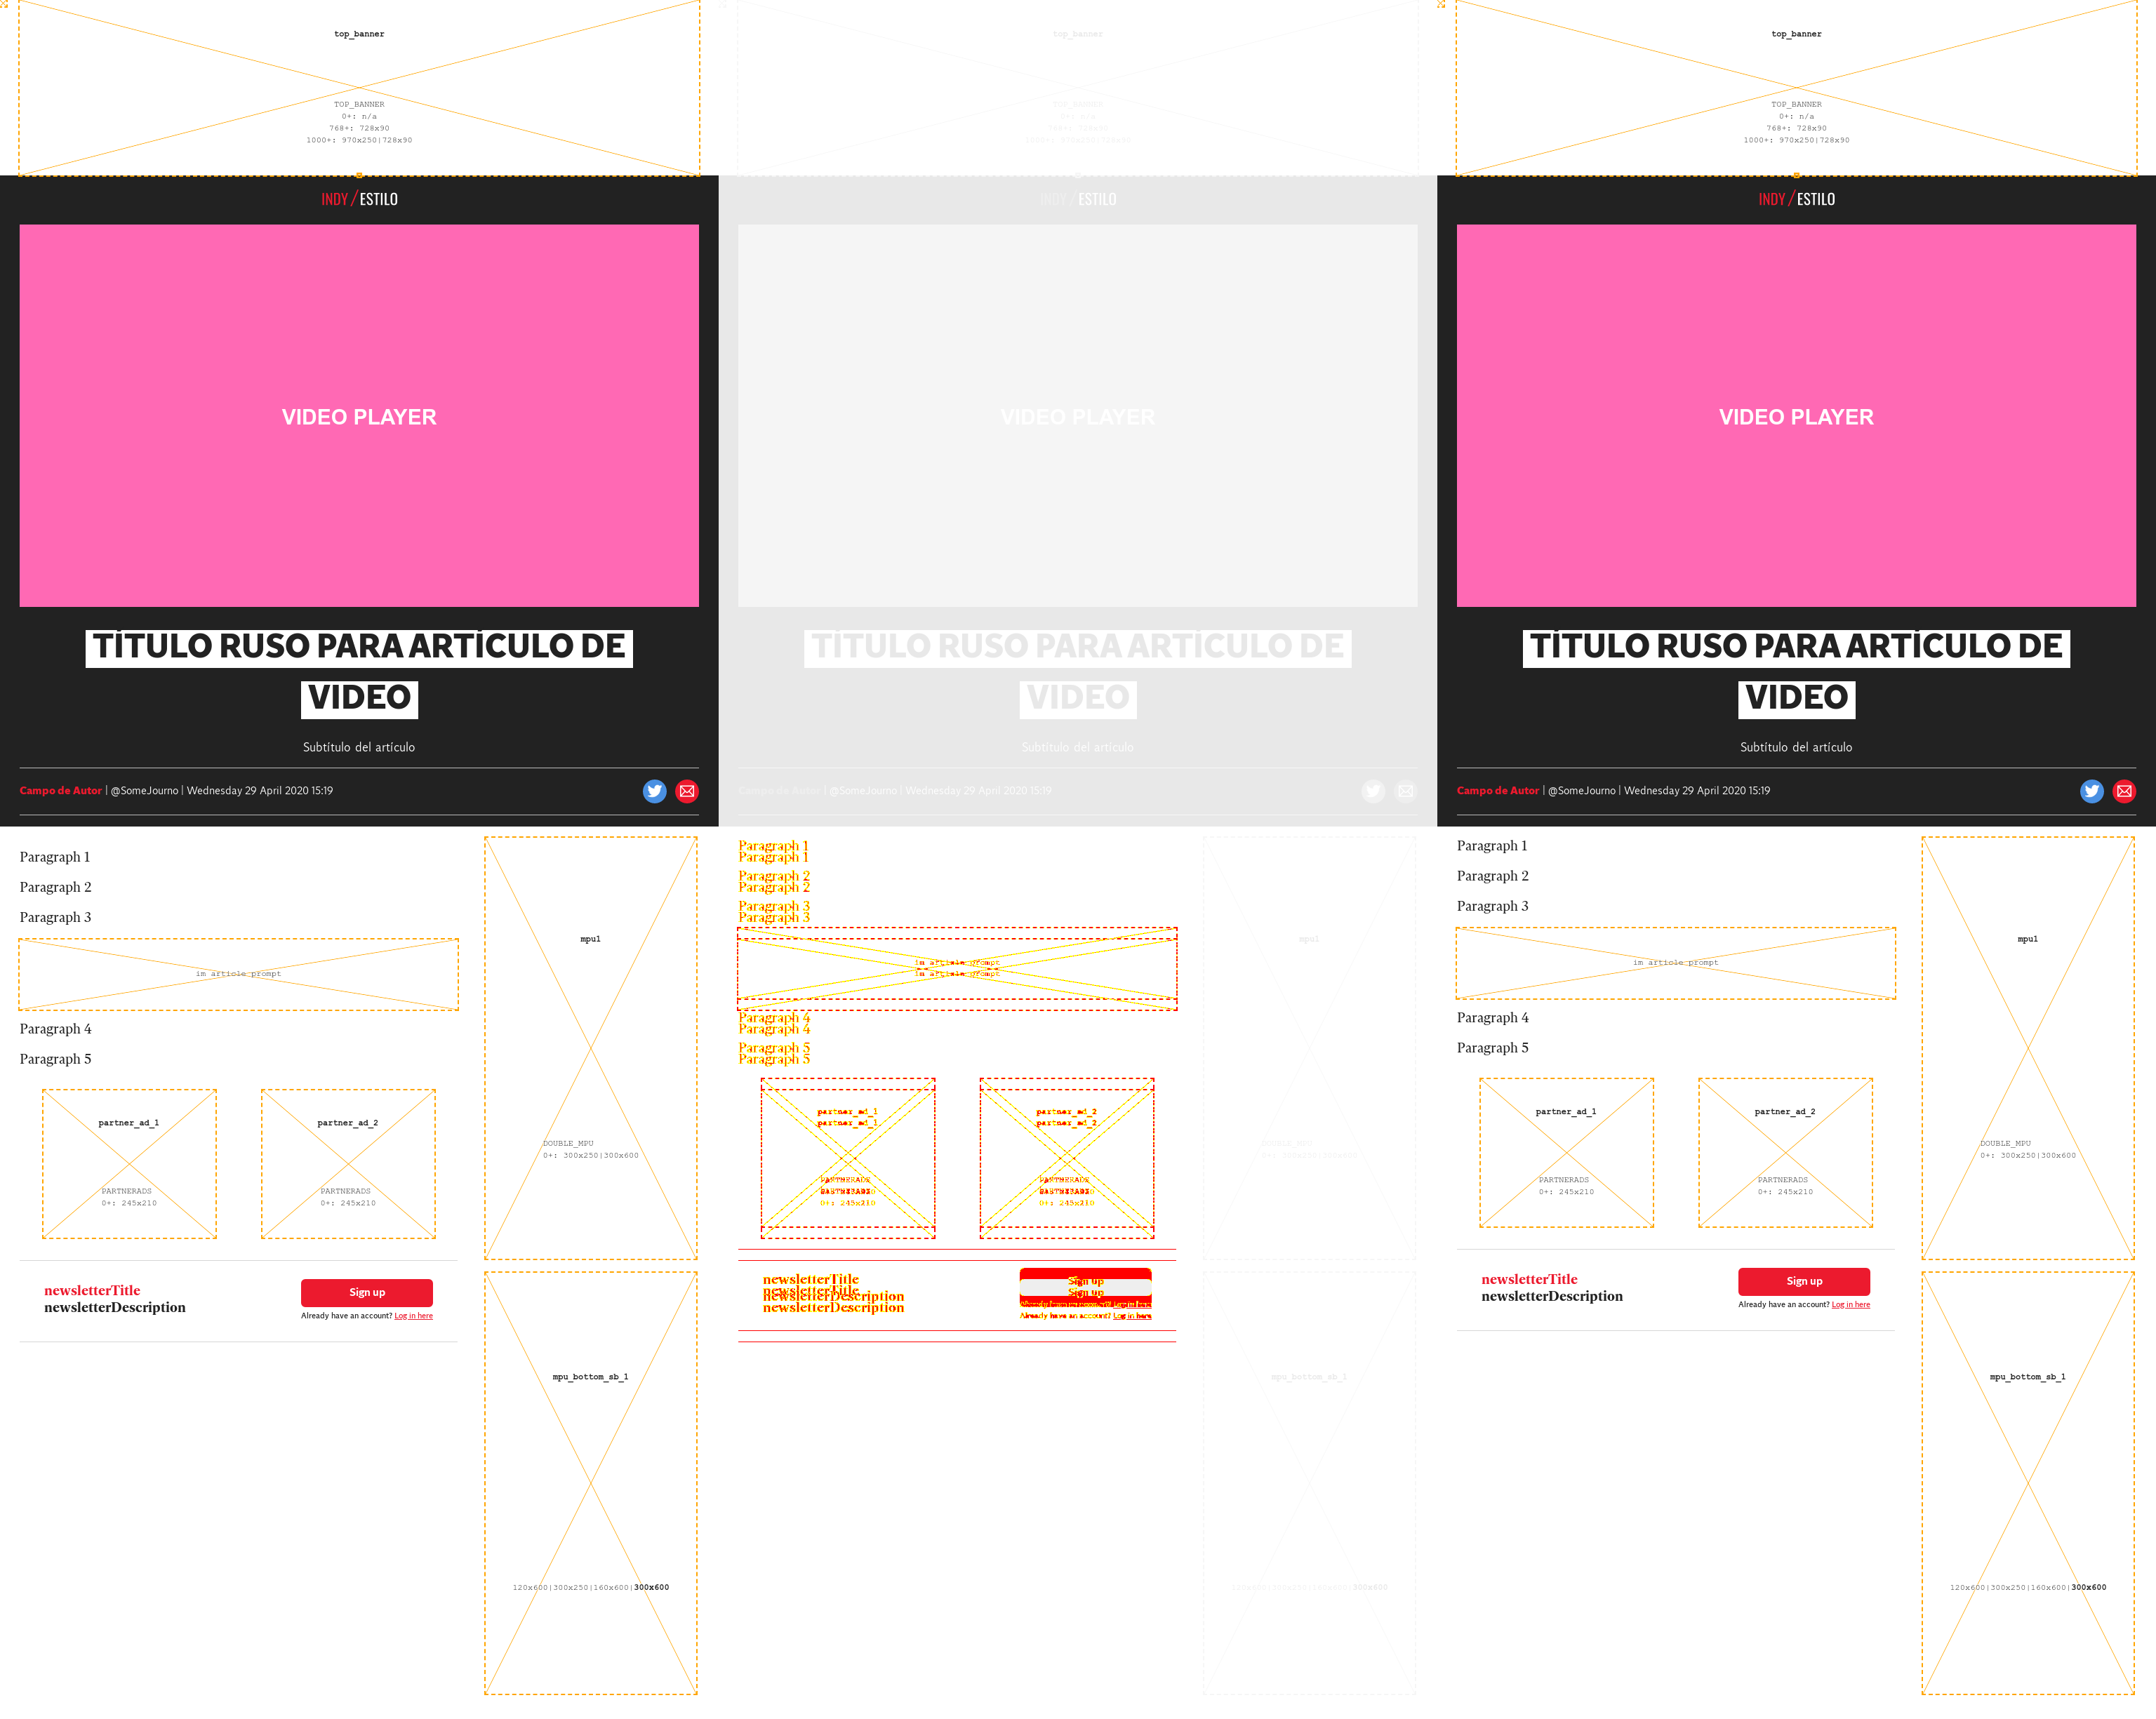 top_banner
TOP_BANNER
0+: n/a
768+: 728x90
1000+: 970x250|728x90
INDY/ESTILO
VIDEO PLAYER
TÍTULO RUSO PARA ARTÍCULO DE
VIDEO
Subtítulo del artículo
Campo de Autor | @SomeJourno | Wednesday 29 April 2020 15:19
Paragraph 1
Paragraph 2
Paragraph 3
im article prompt
Paragraph 4
Paragraph 5
partner_ad_1
PARTNERADS
0+: 245x210
partner_ad_2
PARTNERADS
0+: 245x210
newsletterTitle
newsletterDescription
Sign up
Already have an account? Log in here
mpu1
DOUBLE_MPU
0+: 300x250|300x600
mpu_bottom_sb_1
120x600|300x250|160x600|300x600
top_banner
TOP_BANNER
0+: n/a
768+: 728x90
1000+: 970x250|728x90
INDY/ESTILO
VIDEO PLAYER
TÍTULO RUSO PARA ARTÍCULO DE
VIDEO
Subtítulo del artículo
Campo de Autor | @SomeJourno | Wednesday 29 April 2020 15:19
Paragraph 1
Paragraph 1
Paragraph 2
Paragraph 2
Paragraph 3
Paragraph 3
im article prompt
im article prompt
Paragraph 4
Paragraph 4
Paragraph 5
Paragraph 5
partner_ad_1
partner_ad_1
PARTNERADS
0+: 245x210
partner_ad_2
partner_ad_2
PARTNERADS
0+: 245x210
newsletterTitle
newsletterTitle
newsletterDescription
newsletterDescription
Sign up
Sign up
Already have an account? Log in here
Already have an account? Log in here
mpu1
DOUBLE_MPU
0+: 300x250|300x600
mpu_bottom_sb_1
120x600|300x250|160x600|300x600
top_banner
TOP_BANNER
0+: n/a
768+: 728x90
1000+: 970x250|728x90
INDY/ESTILO
VIDEO PLAYER
TÍTULO RUSO PARA ARTÍCULO DE
VIDEO
Subtítulo del artículo
Campo de Autor | @SomeJourno | Wednesday 29 April 2020 15:19
Paragraph 1
Paragraph 2
Paragraph 3
im article prompt
Paragraph 4
Paragraph 5
partner_ad_1
PARTNERADS
0+: 245x210
partner_ad_2
PARTNERADS
0+: 245x210
newsletterTitle
newsletterDescription
Sign up
Already have an account? Log in here
mpu1
DOUBLE_MPU
0+: 300x250|300x600
mpu_bottom_sb_1
120x600|300x250|160x600|300x600